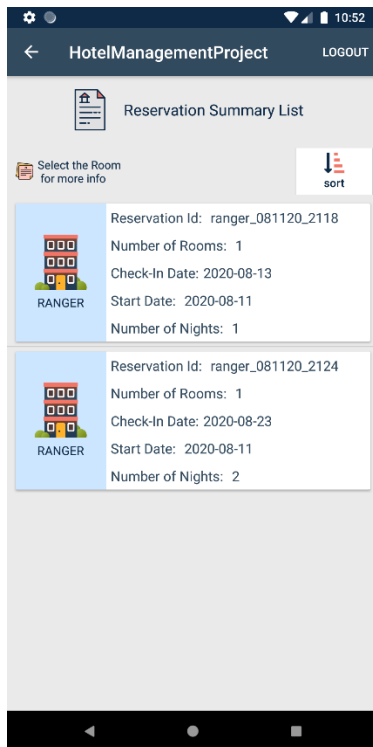 10:52
HotelManagementProject LOGOUT
Reservation Summary List
Select the Room
for more info
sort
Reservation Id: ranger_081120_2118
Number of Rooms: 1
Check-In Date: 2020-08-13
RANGER
Start Date: 2020-08-11
Number of Nights: 1
Reservation Id: ranger_081120_2124
Number of Rooms: 1
Check-In Date: 2020-08-23
RANGER
Start Date: 2020-08-11
Number of Nights: 2